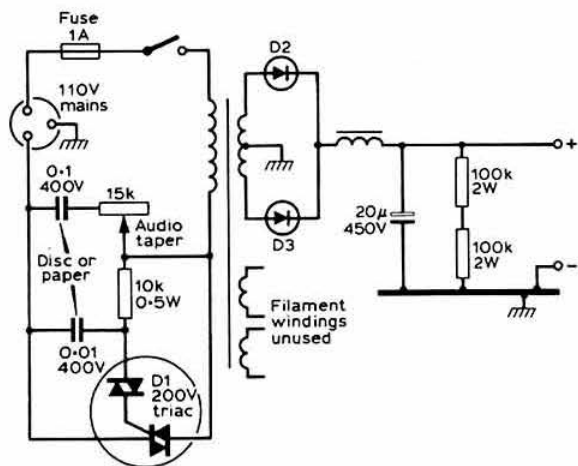 Fuse
1A
D2
110V
mains
0·1
400V
15k
Audio
taper
Disc or
paper
10k
0·5W
0·01
400V
D1
200V
triac
D3
Filament
windings
unused
20μ
450V
100k
2W
100k
2W
+
-